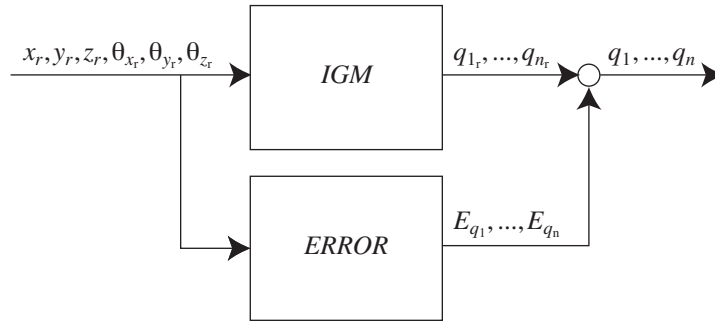 x_r, y_r, z_r, θ_{x_r}, θ_{y_r}, θ_{z_r}
IGM
q_{1_r}, ..., q_{n_r}
q_1, ..., q_n
ERROR
E_{q_1}, ..., E_{q_n}